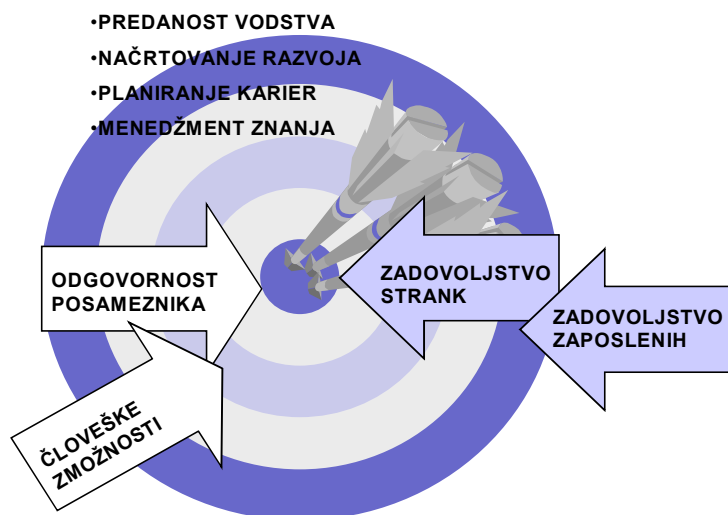 •PREDANOST VODSTVA
•NAČRTOVANJE RAZVOJA
•PLANIRANJE KARIER
•MENEDŽMENT ZNANJA
ODGOVORNOST
POSAMEZNIKA
ZADOVOLJSTVO
STRANK
ZADOVOLJSTVO
ZAPOSLENIH
ČLOVEŠKE
ZMOŽNOSTI